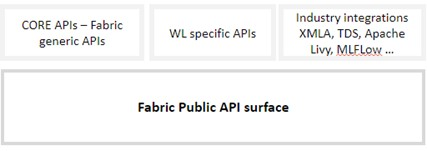 CORE APIs – Fabric
generic APIs
WL specific APIs
Industry integrations
XMLA, TDS, Apache
Livy, MLFLow ...
Fabric Public API surface